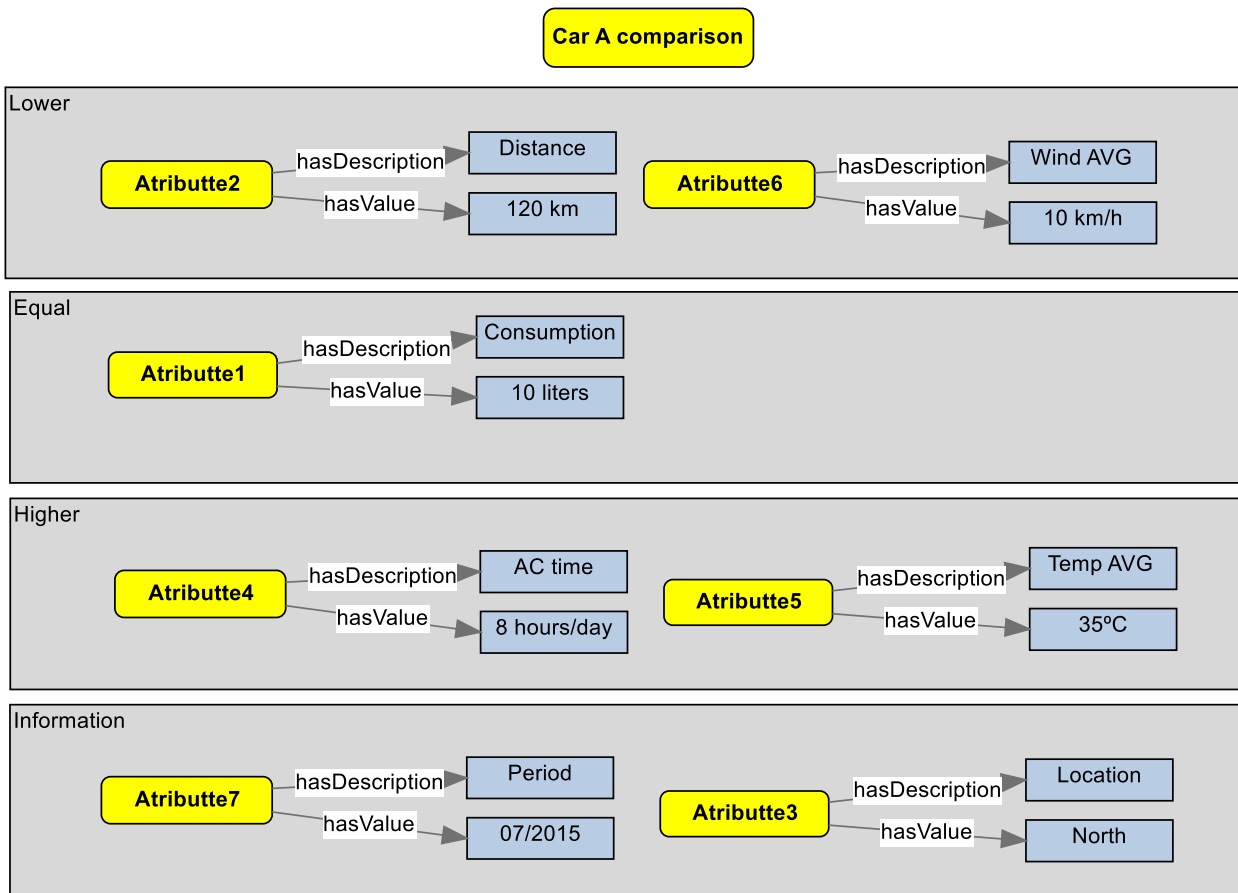 Car A comparison
Lower
Atributte2
hasDescription
Distance
hasValue
120 km
Atributte6
hasDescription
Wind AVG
hasValue
10 km/h
Equal
Atributte1
hasDescription
Consumption
hasValue
10 liters
Higher
Atributte4
hasDescription
AC time
hasValue
8 hours/day
Atributte5
hasDescription
Temp AVG
hasValue
35ºC
Information
Atributte7
hasDescription
Period
hasValue
07/2015
Atributte3
hasDescription
Location
hasValue
North